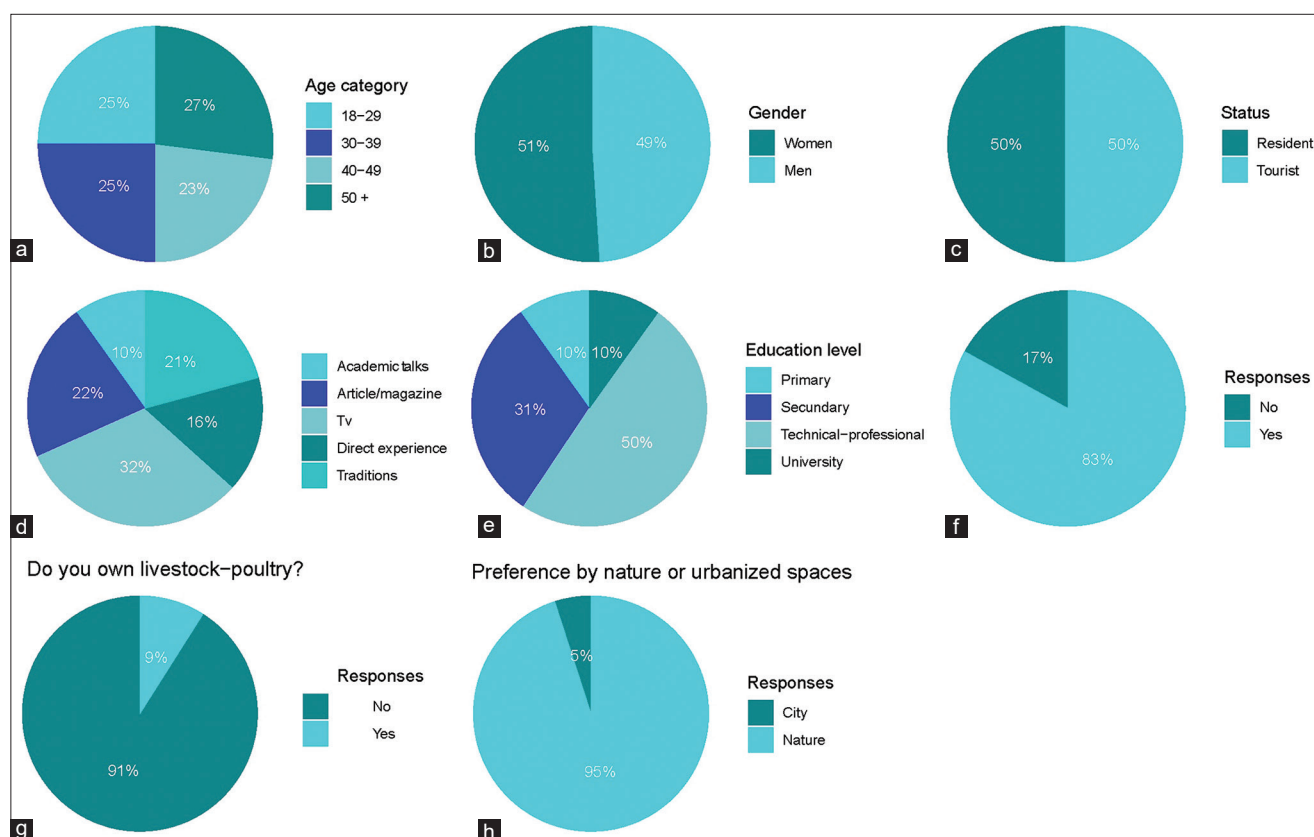 25%
27%
25%
23%
Age category
18-29
30-39
40-49
50 +
a
51%
49%
Gender
Women
Men
b
50%
50%
Status
Resident
Tourist
c
10%
21%
22%
16%
32%
Academic talks
Article/magazine
Tv
Direct experience
Traditions
d
10%
10%
31%
50%
Education level
Primary
Secundary
Technical-professional
University
e
17%
83%
Responses
No
Yes
f
Do you own livestock-poultry?
9%
91%
Responses
No
Yes
g
Preference by nature or urbanized spaces
5%
95%
Responses
City
Nature
h